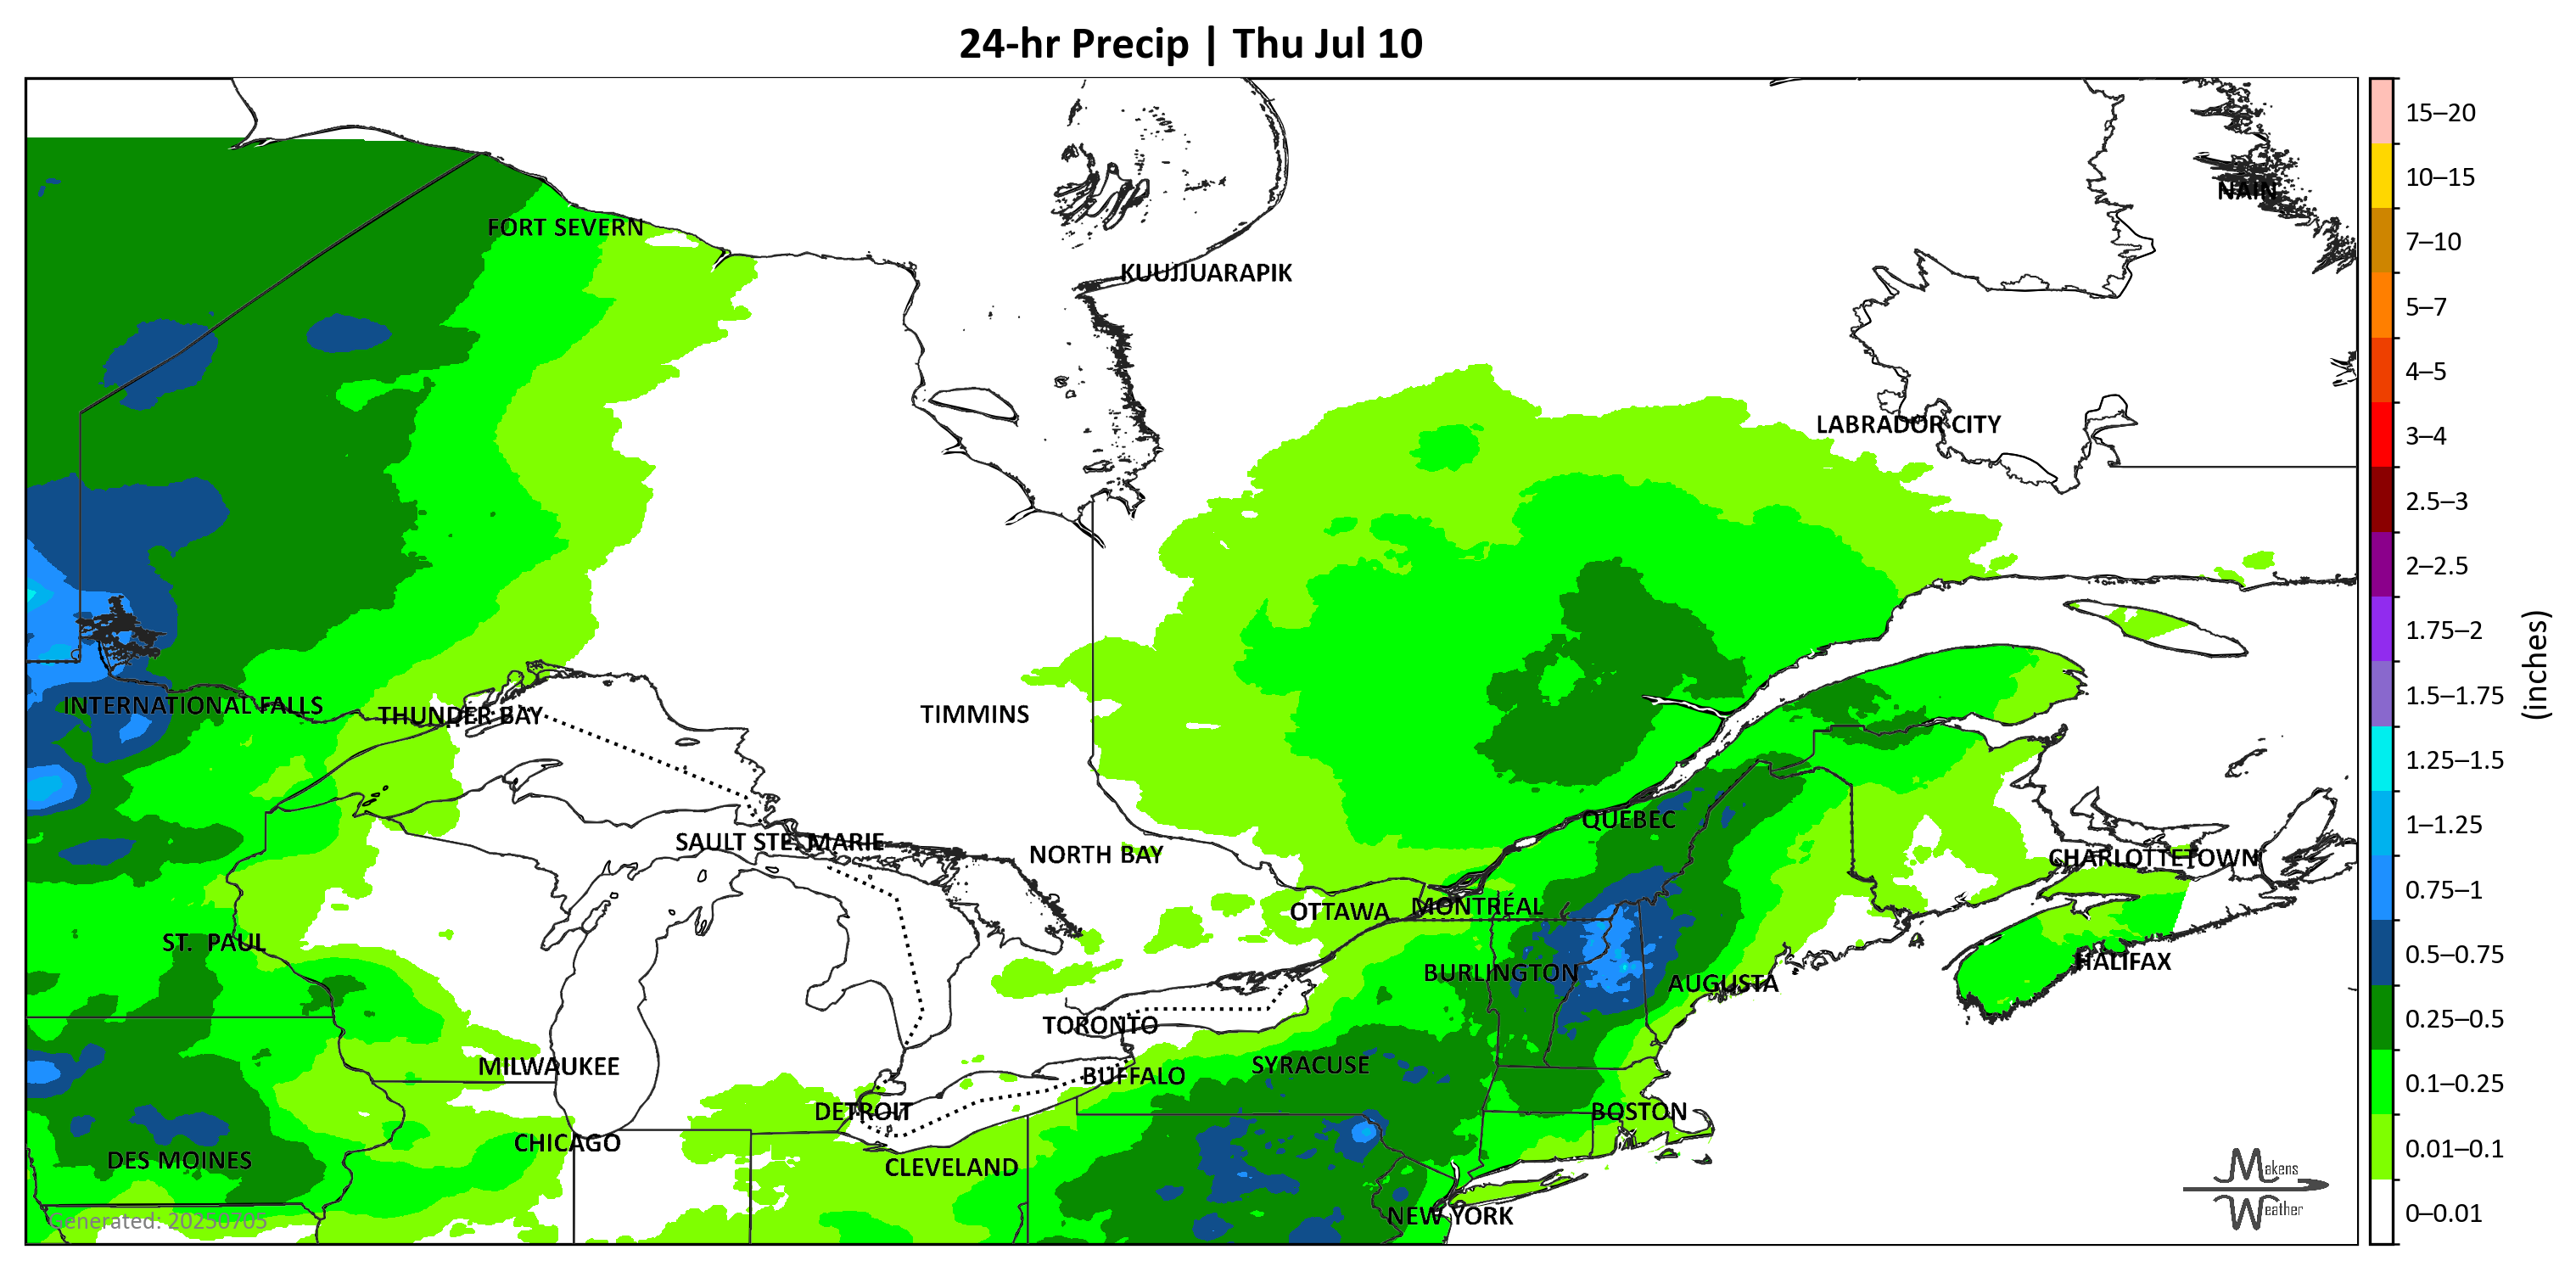 24-hr Precip | Thu Jul 10
NAIN
FORT SEVERN
KUUJJUARAPIK
LABRADOR CITY
INTERNATIONAL FALLS
THUNDER BAY
TIMMINS
QUEBEC
SAULT STE. MARIE
NORTH BAY
CHARLOTTETOWN
OTTAWA
MONTRÉAL
ST. PAUL
HALIFAX
BURLINGTON
AUGUSTA
TORONTO
MILWAUKEE
SYRACUSE
BUFFALO
DETROIT
BOSTON
CHICAGO
DES MOINES
CLEVELAND
NEW YORK
Generated: 20250705
Makens
Weather
15–20
10–15
7–10
5–7
4–5
3–4
2.5–3
2–2.5
1.75–2
1.5–1.75
1.25–1.5
1–1.25
0.75–1
0.5–0.75
0.25–0.5
0.1–0.25
0.01–0.1
0–0.01
(inches)